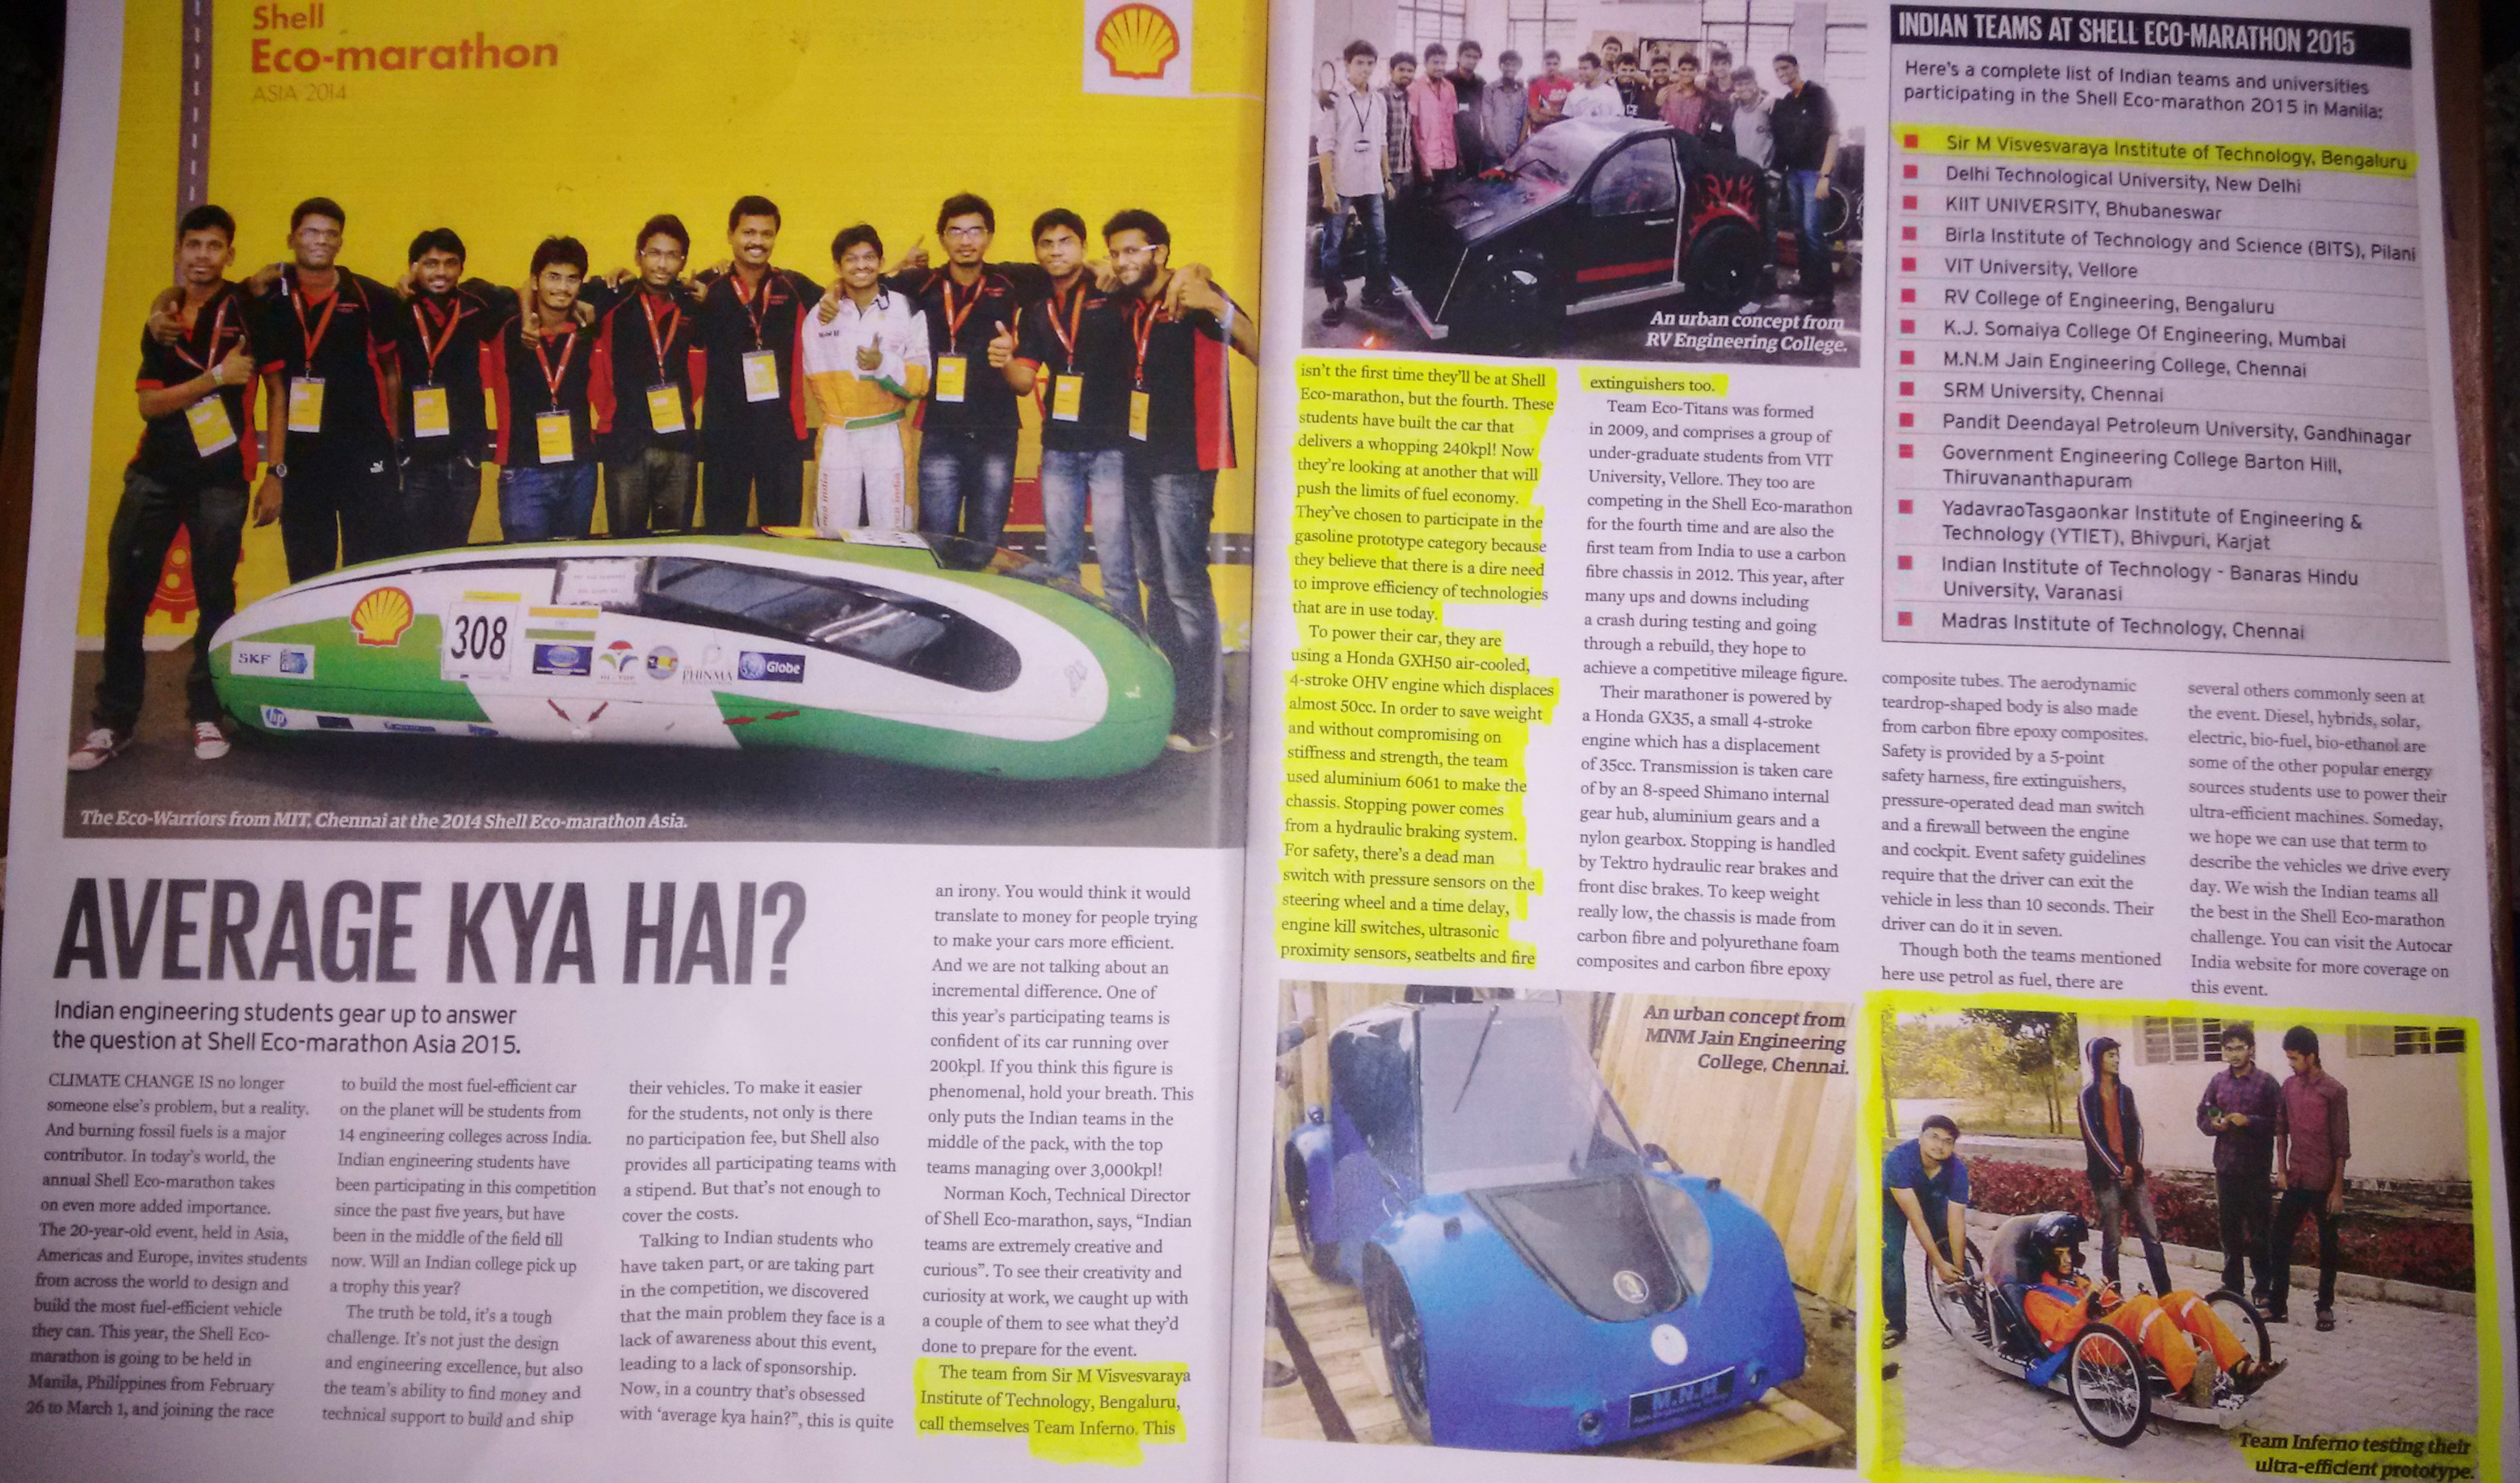 Shell
Eco-marathon
ASIA 2014
308
SKF
PHINMA
Globe
hp
The Eco-Warriors from MIT, Chennai at the 2014 Shell Eco-marathon Asia.
AVERAGE KYA HAI?
Indian engineering students gear up to answer
the question at Shell Eco-marathon Asia 2015.
CLIMATE CHANGE IS no longer
someone else's problem, but a reality.
And burning fossil fuels is a major
contributor. In today's world, the
annual Shell Eco-marathon takes
on even more added importance.
The 20-year-old event, held in Asia,
Americas and Europe, invites students
from across the world to design and
build the most fuel-efficient vehicle
they can. This year, the Shell Eco-
marathon is going to be held in
Manila, Philippines from February
26 to March 1, and joining the race
to build the most fuel-efficient car
on the planet will be students from
14 engineering colleges across India.
Indian engineering students have
been participating in this competition
since the past five years, but have
been in the middle of the field till
now. Will an Indian college pick up
a trophy this year?
The truth be told, it's a tough
challenge. It's not just the design
and engineering excellence, but also
the team's ability to find money and
technical support to build and ship
their vehicles. To make it easier
for the students, not only is there
no participation fee, but Shell also
provides all participating teams with
a stipend. But that's not enough to
cover the costs.
Talking to Indian students who
have taken part, or are taking part
in the competition, we discovered
that the main problem they face is a
lack of awareness about this event,
leading to a lack of sponsorship.
Now, in a country that's obsessed
with 'average kya hain?", this is quite
an irony. You would think it would
translate to money for people trying
to make your cars more efficient.
And we are not talking about an
incremental difference. One of
this year's participating teams is
confident of its car running over
200kpl. If you think this figure is
phenomenal, hold your breath. This
only puts the Indian teams in the
middle of the pack, with the top
teams managing over 3,000kpl!
Norman Koch, Technical Director
of Shell Eco-marathon, says, "Indian
teams are extremely creative and
curious". To see their creativity and
curiosity at work, we caught up with
a couple of them to see what they'd
done to prepare for the event.
The team from Sir M Visvesvaraya
Institute of Technology, Bengaluru,
call themselves Team Inferno. This
An urban concept from
RV Engineering College.
isn't the first time they'll be at Shell
Eco-marathon, but the fourth. These
students have built the car that
delivers a whopping 240kpl! Now
they're looking at another that will
push the limits of fuel economy.
They've chosen to participate in the
gasoline prototype category because
they believe that there is a dire need
to improve efficiency of technologies
that are in use today.
To power their car, they are
using a Honda GXH50 air-cooled,
4-stroke OHV engine which displaces
almost 50cc. In order to save weight
and without compromising on
stiffness and strength, the team
used aluminium 6061 to make the
chassis. Stopping power comes
from a hydraulic braking system.
For safety, there's a dead man
switch with pressure sensors on the
steering wheel and a time delay,
engine kill switches, ultrasonic
proximity sensors, seatbelts and fire
extinguishers too.
Team Eco-Titans was formed
in 2009, and comprises a group of
under-graduate students from VIT
University, Vellore. They too are
competing in the Shell Eco-marathon
for the fourth time and are also the
first team from India to use a carbon
fibre chassis in 2012. This year, after
many ups and downs including
a crash during testing and going
through a rebuild, they hope to
achieve a competitive mileage figure.
Their marathoner is powered by
a Honda GX35, a small 4-stroke
engine which has a displacement
of 35cc. Transmission is taken care
of by an 8-speed Shimano internal
gear hub, aluminium gears and a
nylon gearbox. Stopping is handled
by Tektro hydraulic rear brakes and
front disc brakes. To keep weight
really low, the chassis is made from
carbon fibre and polyurethane foam
composites and carbon fibre epoxy
INDIAN TEAMS AT SHELL ECO-MARATHON 2015
Here's a complete list of Indian teams and universities
participating in the Shell Eco-marathon 2015 in Manila;
Sir M Visvesvaraya Institute of Technology, Bengaluru
Delhi Technological University, New Delhi
KIIT UNIVERSITY, Bhubaneswar
Birla Institute of Technology and Science (BITS), Pilani
VIT University, Vellore
RV College of Engineering, Bengaluru
K.J. Somaiya College Of Engineering, Mumbai
M.N.M Jain Engineering College, Chennai
SRM University, Chennai
Pandit Deendayal Petroleum University, Gandhinagar
Government Engineering College Barton Hill,
Thiruvananthapuram
YadavraoTasgaonkar Institute of Engineering &
Technology (YTIET), Bhivpuri, Karjat
Indian Institute of Technology - Banaras Hindu
University, Varanasi
Madras Institute of Technology, Chennai
composite tubes. The aerodynamic
teardrop-shaped body is also made
from carbon fibre epoxy composites.
Safety is provided by a 5-point
safety harness, fire extinguishers,
pressure-operated dead man switch
and a firewall between the engine
and cockpit. Event safety guidelines
require that the driver can exit the
vehicle in less than 10 seconds. Their
driver can do it in seven.
Though both the teams mentioned
here use petrol as fuel, there are
several others commonly seen at
the event. Diesel, hybrids, solar,
electric, bio-fuel, bio-ethanol are
some of the other popular energy
sources students use to power their
ultra-efficient machines. Someday,
we hope we can use that term to
describe the vehicles we drive every
day. We wish the Indian teams all
the best in the Shell Eco-marathon
challenge. You can visit the Autocar
India website for more coverage on
this event.
An urban concept from
MNM Jain Engineering
College, Chennai.
M.N.M
Team Inferno testing their
ultra-efficient prototype.